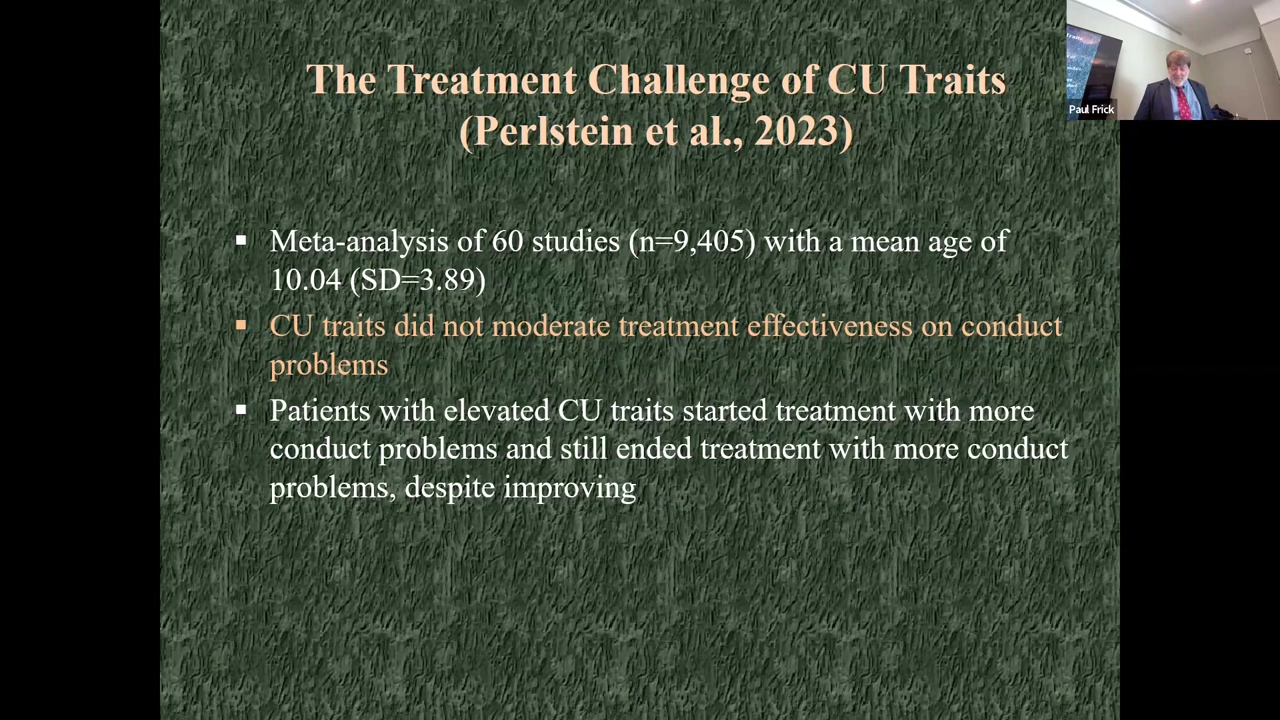 The Treatment Challenge of CU Traits
(Perlstein et al., 2023)
Paul Frick
▪ Meta-analysis of 60 studies (n=9,405) with a mean age of
10.04 (SD=3.89)
▪ CU traits did not moderate treatment effectiveness on conduct
problems
▪ Patients with elevated CU traits started treatment with more
conduct problems and still ended treatment with more conduct
problems, despite improving